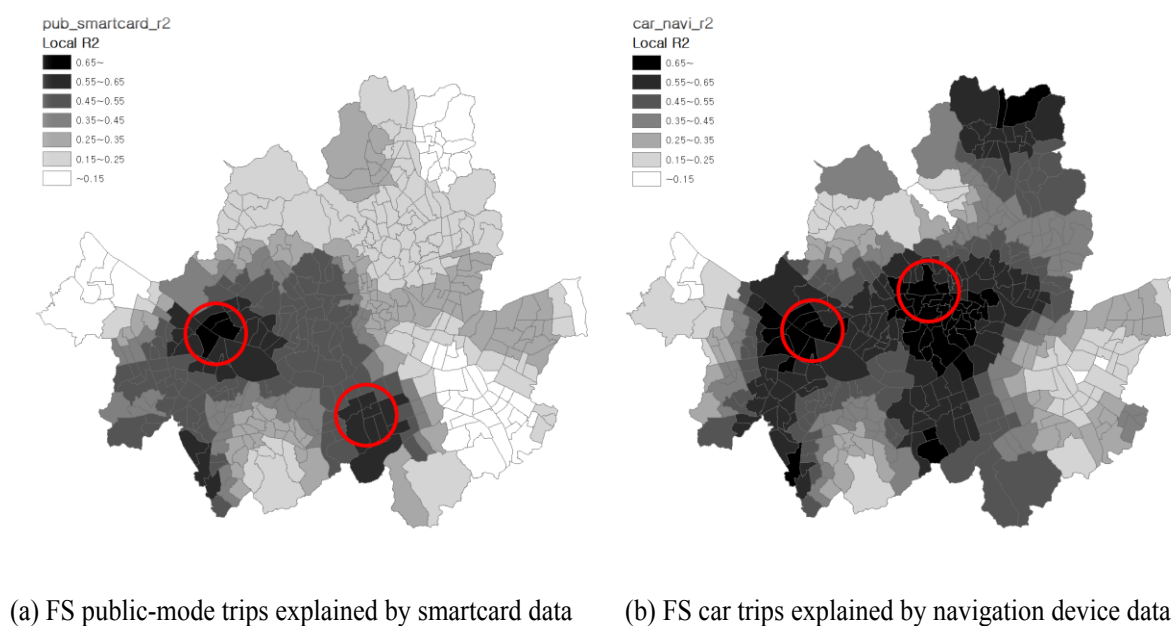 pub_smartcard_r2
Local R2
0.65~
0.55~0.65
0.45~0.55
0.35~0.45
0.25~0.35
0.15~0.25
~0.15
car_navi_r2
Local R2
0.65~
0.55~0.65
0.45~0.55
0.35~0.45
0.25~0.35
0.15~0.25
~0.15
(a) FS public-mode trips explained by smartcard data
(b) FS car trips explained by navigation device data